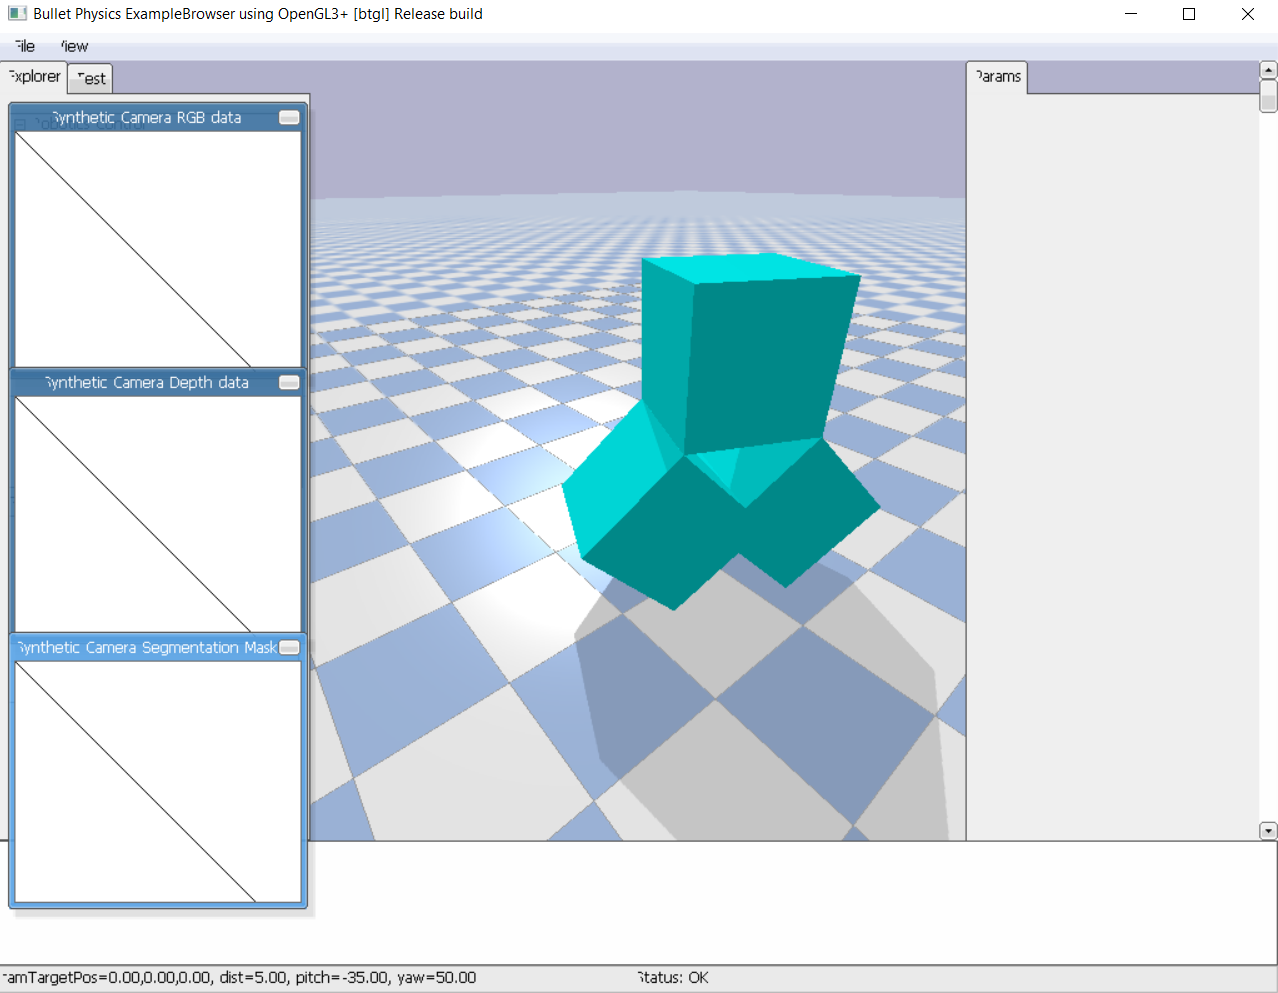 Bullet Physics ExampleBrowser using OpenGL3+ [btgl] Release build
File View
Explorer Test Params
Synthetic Camera RGB data
Synthetic Camera Depth data
Synthetic Camera Segmentation Mask
amTargetPos=0.00,0.00,0.00, dist=5.00, pitch=-35.00, yaw=50.00 Status: OK